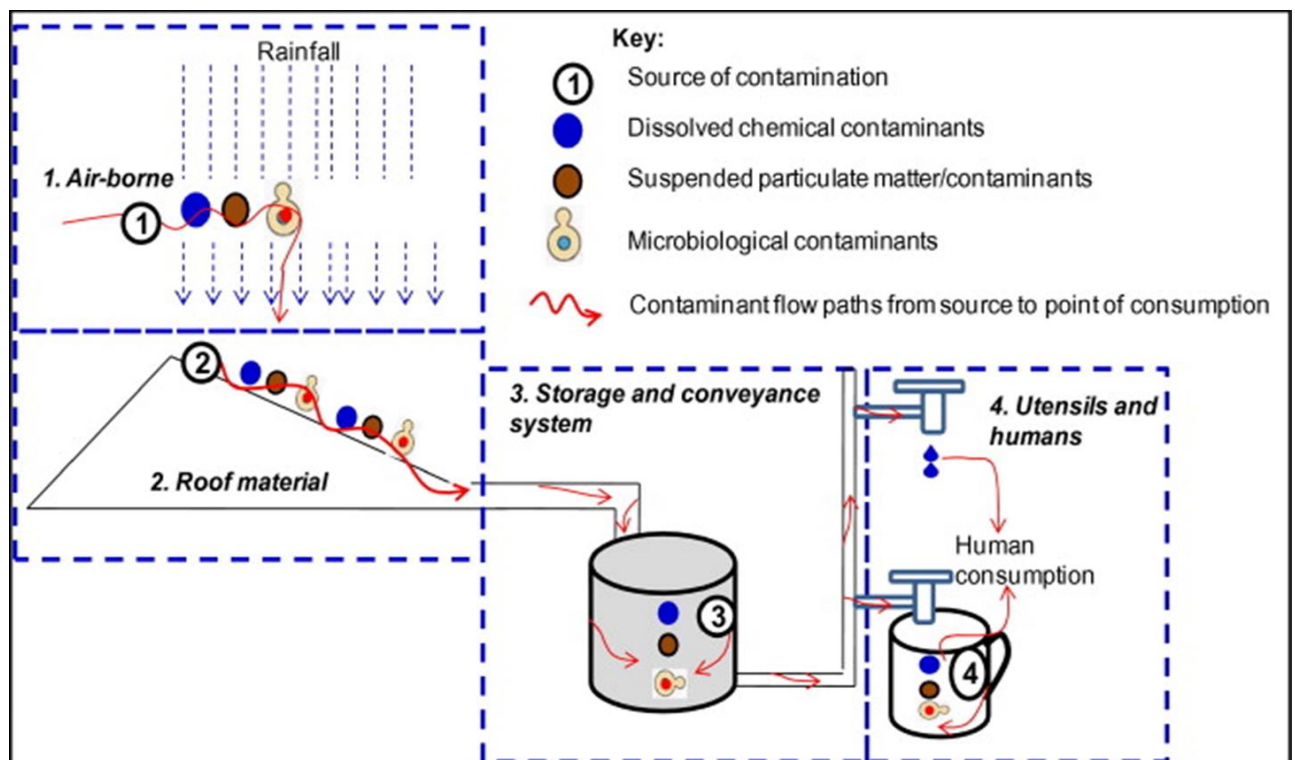 Rainfall
1. Air-borne
1
Key:
1 Source of contamination
Dissolved chemical contaminants
Suspended particulate matter/contaminants
Microbiological contaminants
Contaminant flow paths from source to point of consumption
2
2. Roof material
3. Storage and conveyance
system
3
4. Utensils and
humans
Human
consumption
4